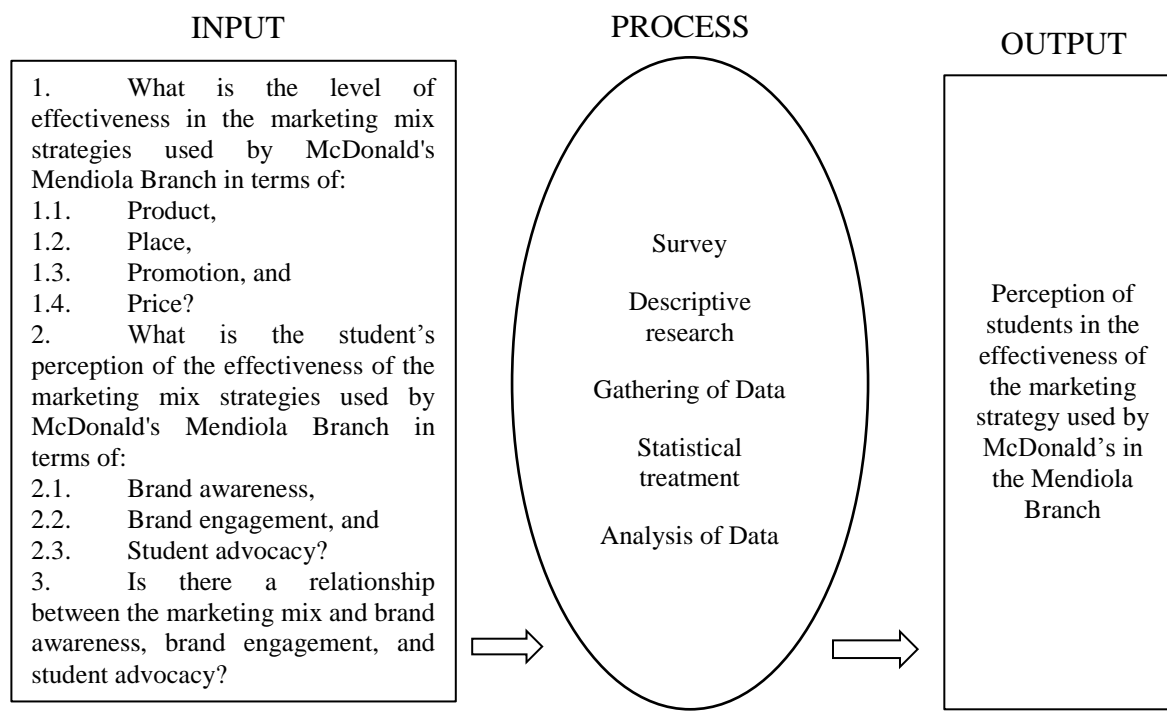 INPUT
1. What is the level of
effectiveness in the marketing mix
strategies used by McDonald's
Mendiola Branch in terms of:
1.1. Product,
1.2. Place,
1.3. Promotion, and
1.4. Price?
2. What is the student’s
perception of the effectiveness of the
marketing mix strategies used by
McDonald's Mendiola Branch in
terms of:
2.1. Brand awareness,
2.2. Brand engagement, and
2.3. Student advocacy?
3. Is there a relationship
between the marketing mix and brand
awareness, brand engagement, and
student advocacy?
PROCESS
Survey
Descriptive
research
Gathering of Data
Statistical
treatment
Analysis of Data
OUTPUT
Perception of
students in the
effectiveness of
the marketing
strategy used by
McDonald’s in
the Mendiola
Branch